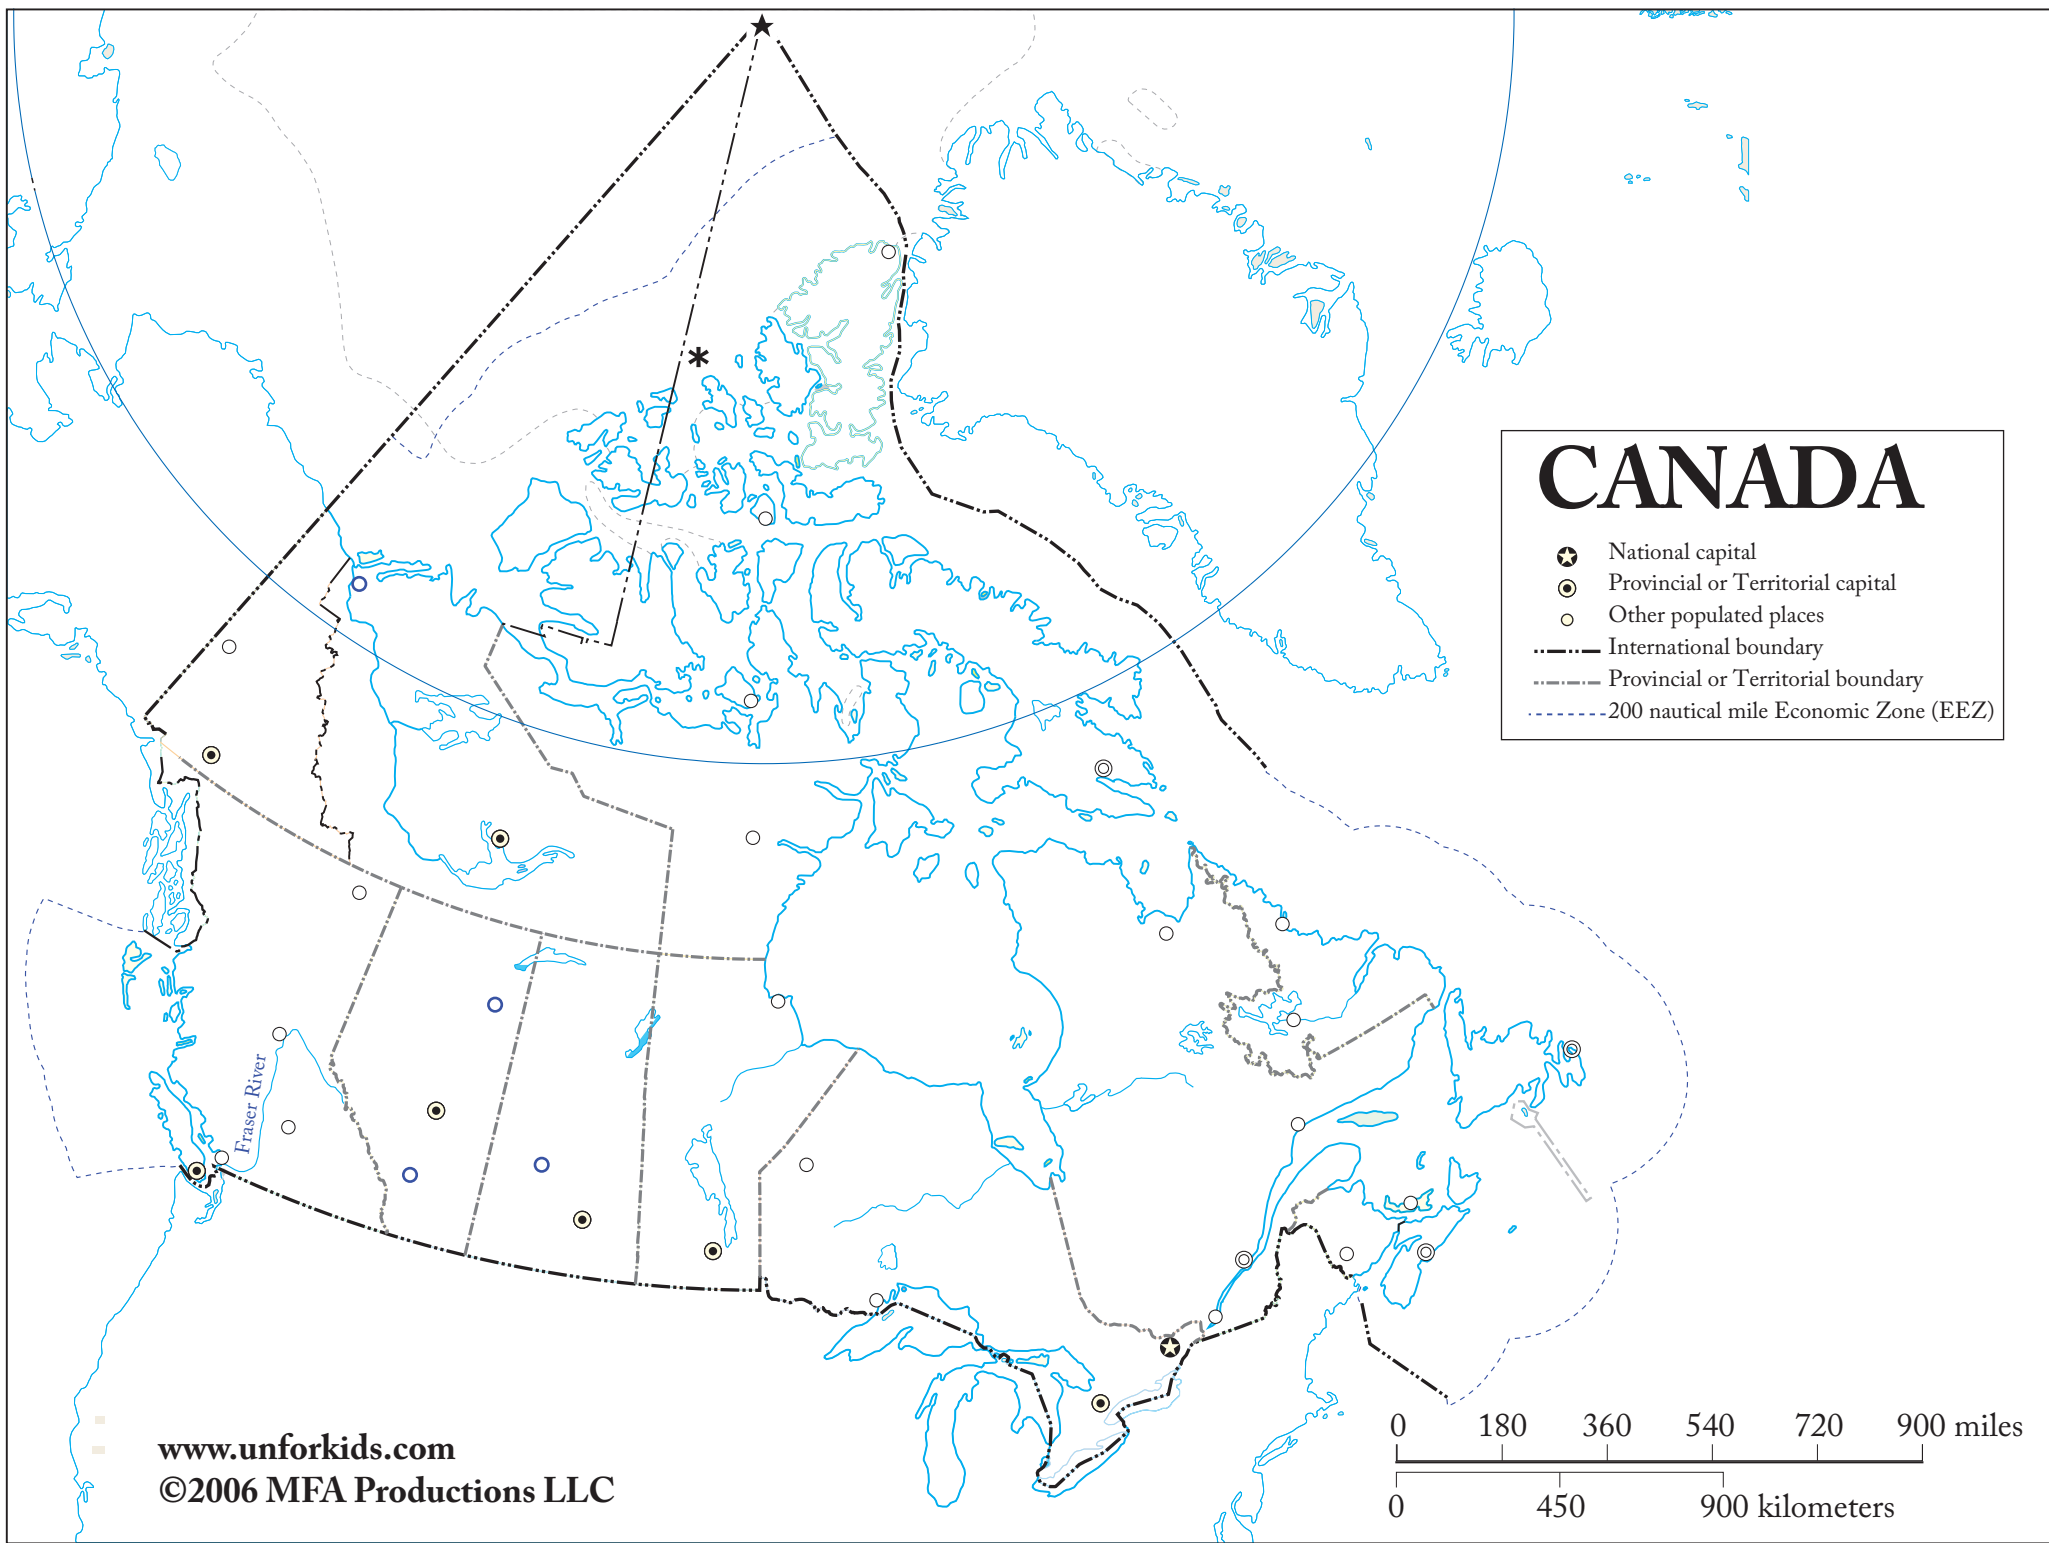 CANADA
National capital
Provincial or Territorial capital
Other populated places
International boundary
Provincial or Territorial boundary
200 nautical mile Economic Zone (EEZ)
Fraser River
www.unforkids.com
©2006 MFA Productions LLC
0 180 360 540 720 900 miles
0 450 900 kilometers